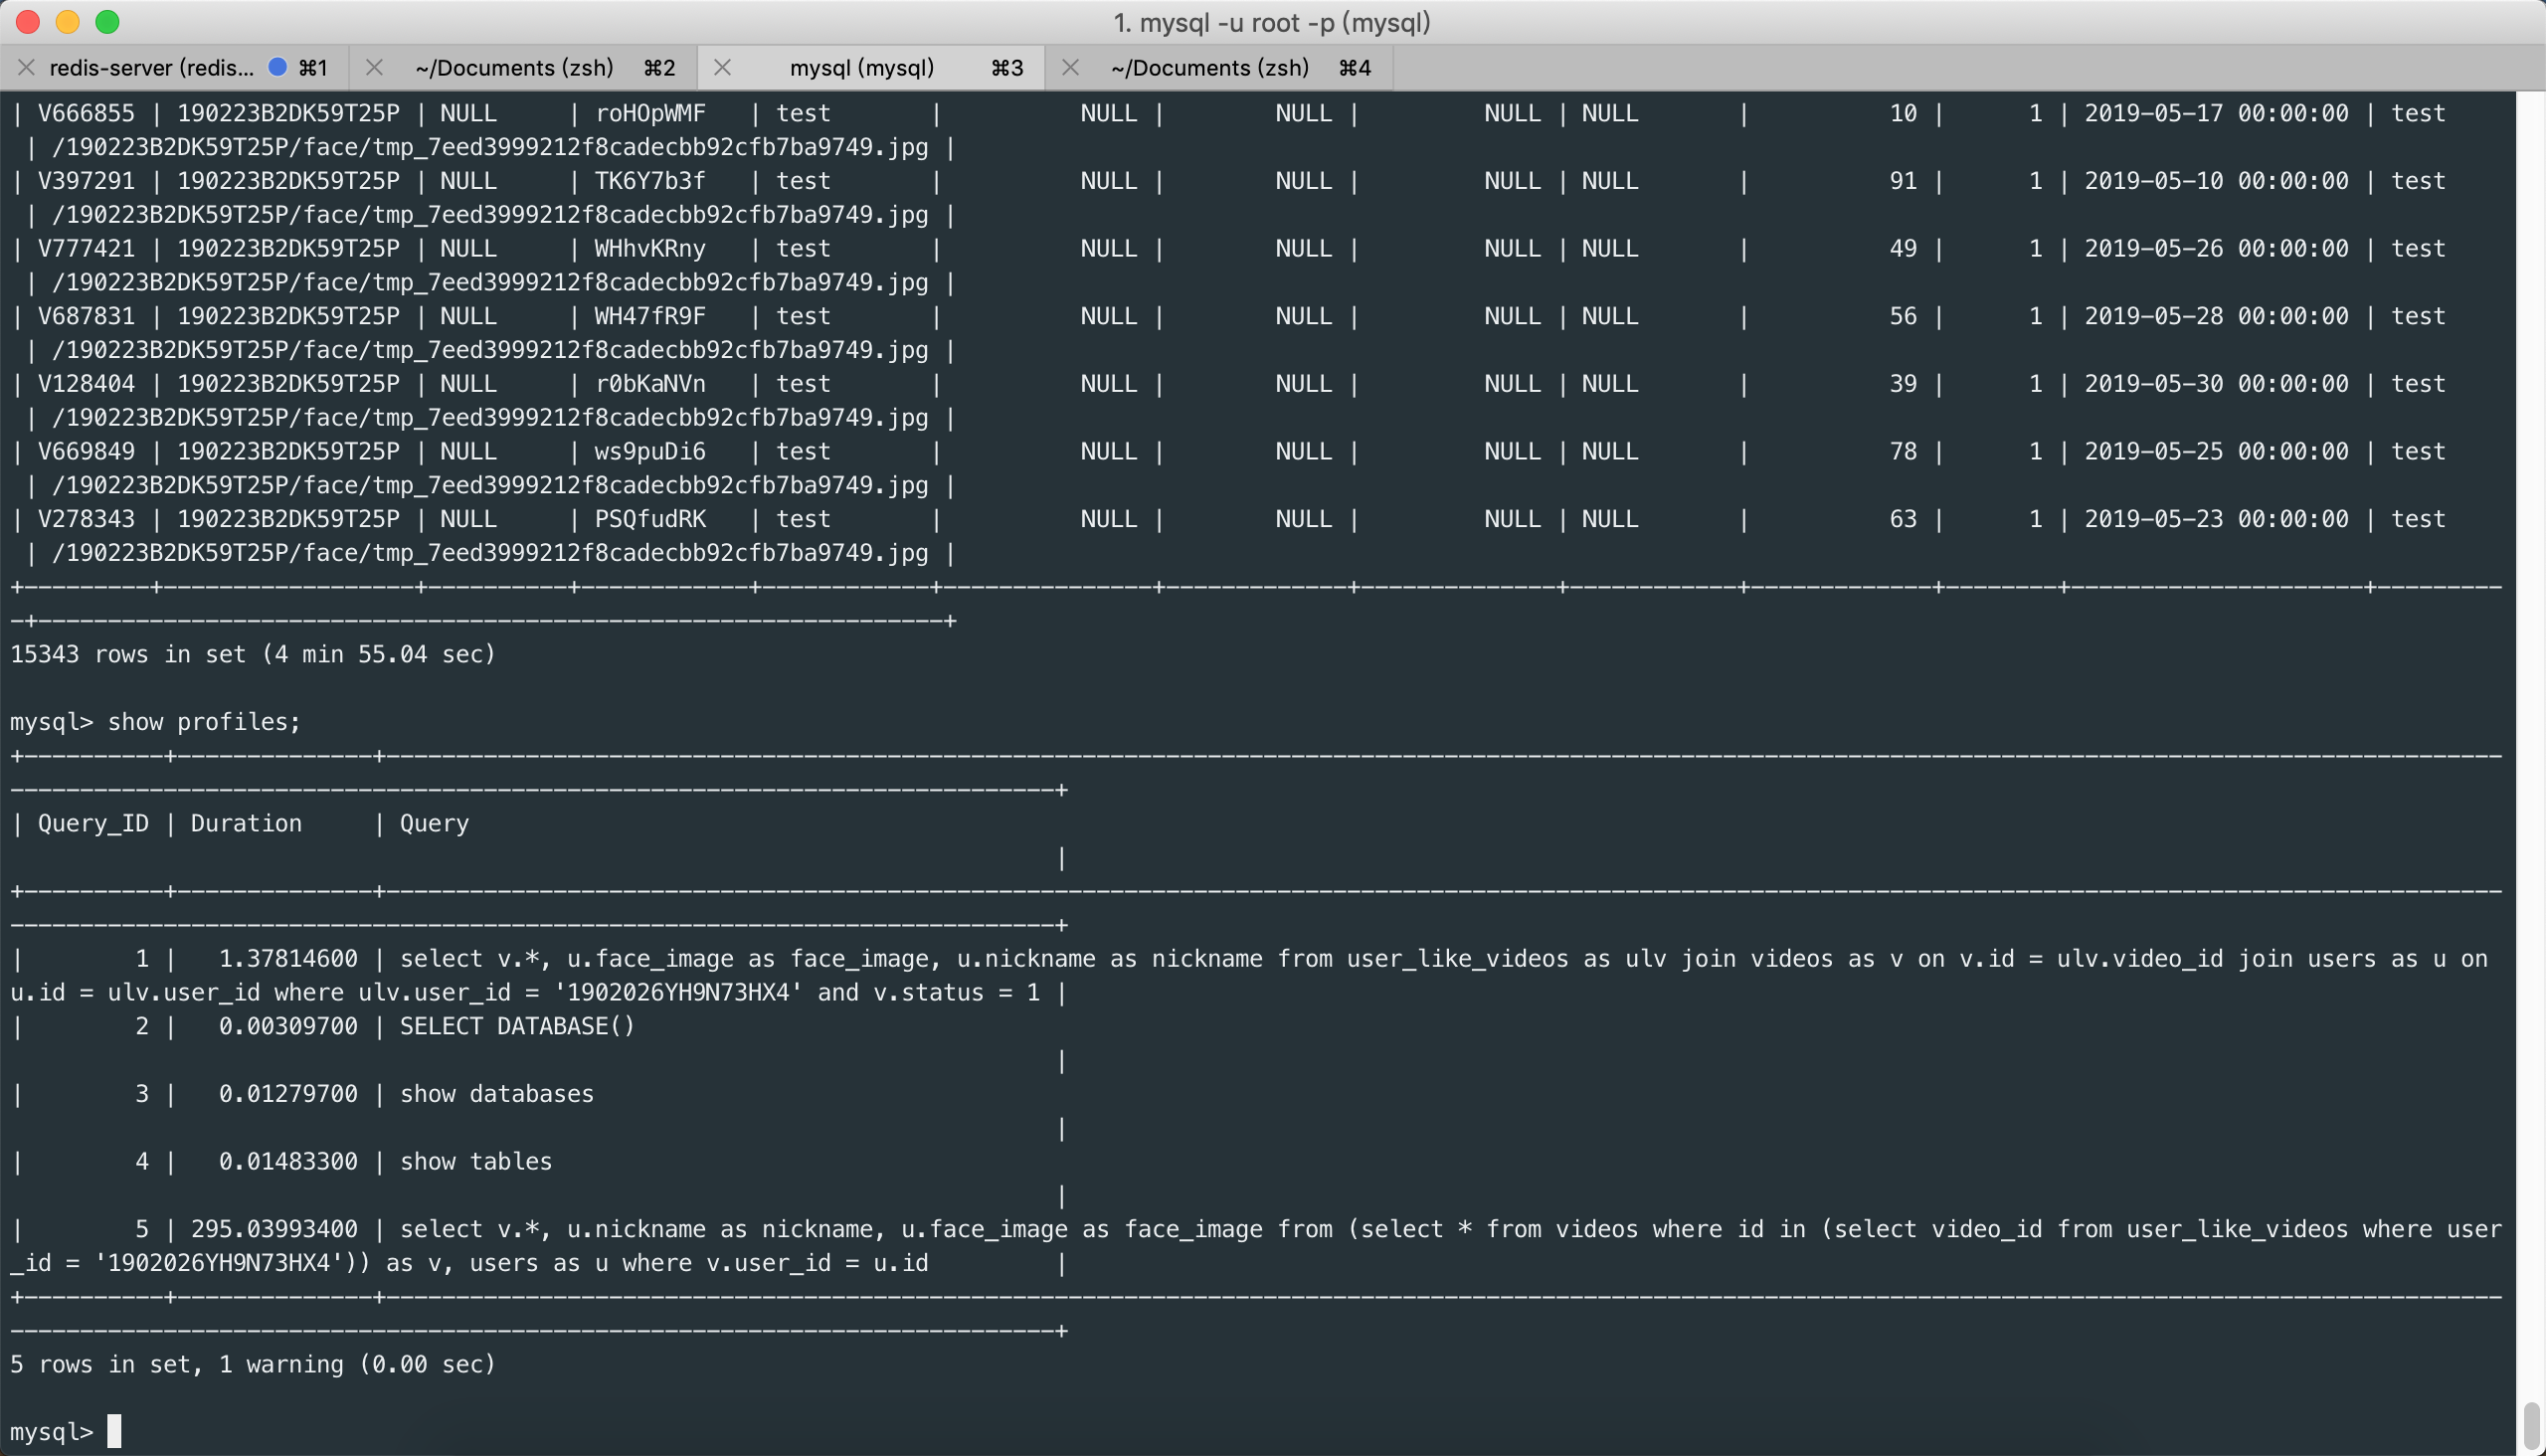 1. mysql -u root -p (mysql)
redis-server (redis... ⌘1 ~/Documents (zsh) ⌘2 mysql (mysql) ⌘3 ~/Documents (zsh) ⌘4
| V666855 | 190223B2DK59T25P | NULL | roHOpWMF | test | NULL | NULL | NULL | NULL | 10 | 1 | 2019-05-17 00:00:00 | test
| /190223B2DK59T25P/face/tmp_7eed3999212f8cadecbb92cfb7ba9749.jpg |
| V397291 | 190223B2DK59T25P | NULL | TK6Y7b3f | test | NULL | NULL | NULL | NULL | 91 | 1 | 2019-05-10 00:00:00 | test
| /190223B2DK59T25P/face/tmp_7eed3999212f8cadecbb92cfb7ba9749.jpg |
| V777421 | 190223B2DK59T25P | NULL | WHhvKRny | test | NULL | NULL | NULL | NULL | 49 | 1 | 2019-05-26 00:00:00 | test
| /190223B2DK59T25P/face/tmp_7eed3999212f8cadecbb92cfb7ba9749.jpg |
| V687831 | 190223B2DK59T25P | NULL | WH47fR9F | test | NULL | NULL | NULL | NULL | 56 | 1 | 2019-05-28 00:00:00 | test
| /190223B2DK59T25P/face/tmp_7eed3999212f8cadecbb92cfb7ba9749.jpg |
| V128404 | 190223B2DK59T25P | NULL | r0bKaNVn | test | NULL | NULL | NULL | NULL | 39 | 1 | 2019-05-30 00:00:00 | test
| /190223B2DK59T25P/face/tmp_7eed3999212f8cadecbb92cfb7ba9749.jpg |
| V669849 | 190223B2DK59T25P | NULL | ws9puDi6 | test | NULL | NULL | NULL | NULL | 78 | 1 | 2019-05-25 00:00:00 | test
| /190223B2DK59T25P/face/tmp_7eed3999212f8cadecbb92cfb7ba9749.jpg |
| V278343 | 190223B2DK59T25P | NULL | PSQfudRK | test | NULL | NULL | NULL | NULL | 63 | 1 | 2019-05-23 00:00:00 | test
| /190223B2DK59T25P/face/tmp_7eed3999212f8cadecbb92cfb7ba9749.jpg |
15343 rows in set (4 min 55.04 sec)
mysql> show profiles;
| Query_ID | Duration | Query
|
| 1 | 1.37814600 | select v.*, u.face_image as face_image, u.nickname as nickname from user_like_videos as ulv join videos as v on v.id = ulv.video_id join users as u on
u.id = ulv.user_id where ulv.user_id = '1902026YH9N73HX4' and v.status = 1 |
| 2 | 0.00309700 | SELECT DATABASE()
|
| 3 | 0.01279700 | show databases
|
| 4 | 0.01483300 | show tables
|
| 5 | 295.03993400 | select v.*, u.nickname as nickname, u.face_image as face_image from (select * from videos where id in (select video_id from user_like_videos where user
_id = '1902026YH9N73HX4')) as v, users as u where v.user_id = u.id |
5 rows in set, 1 warning (0.00 sec)
mysql>